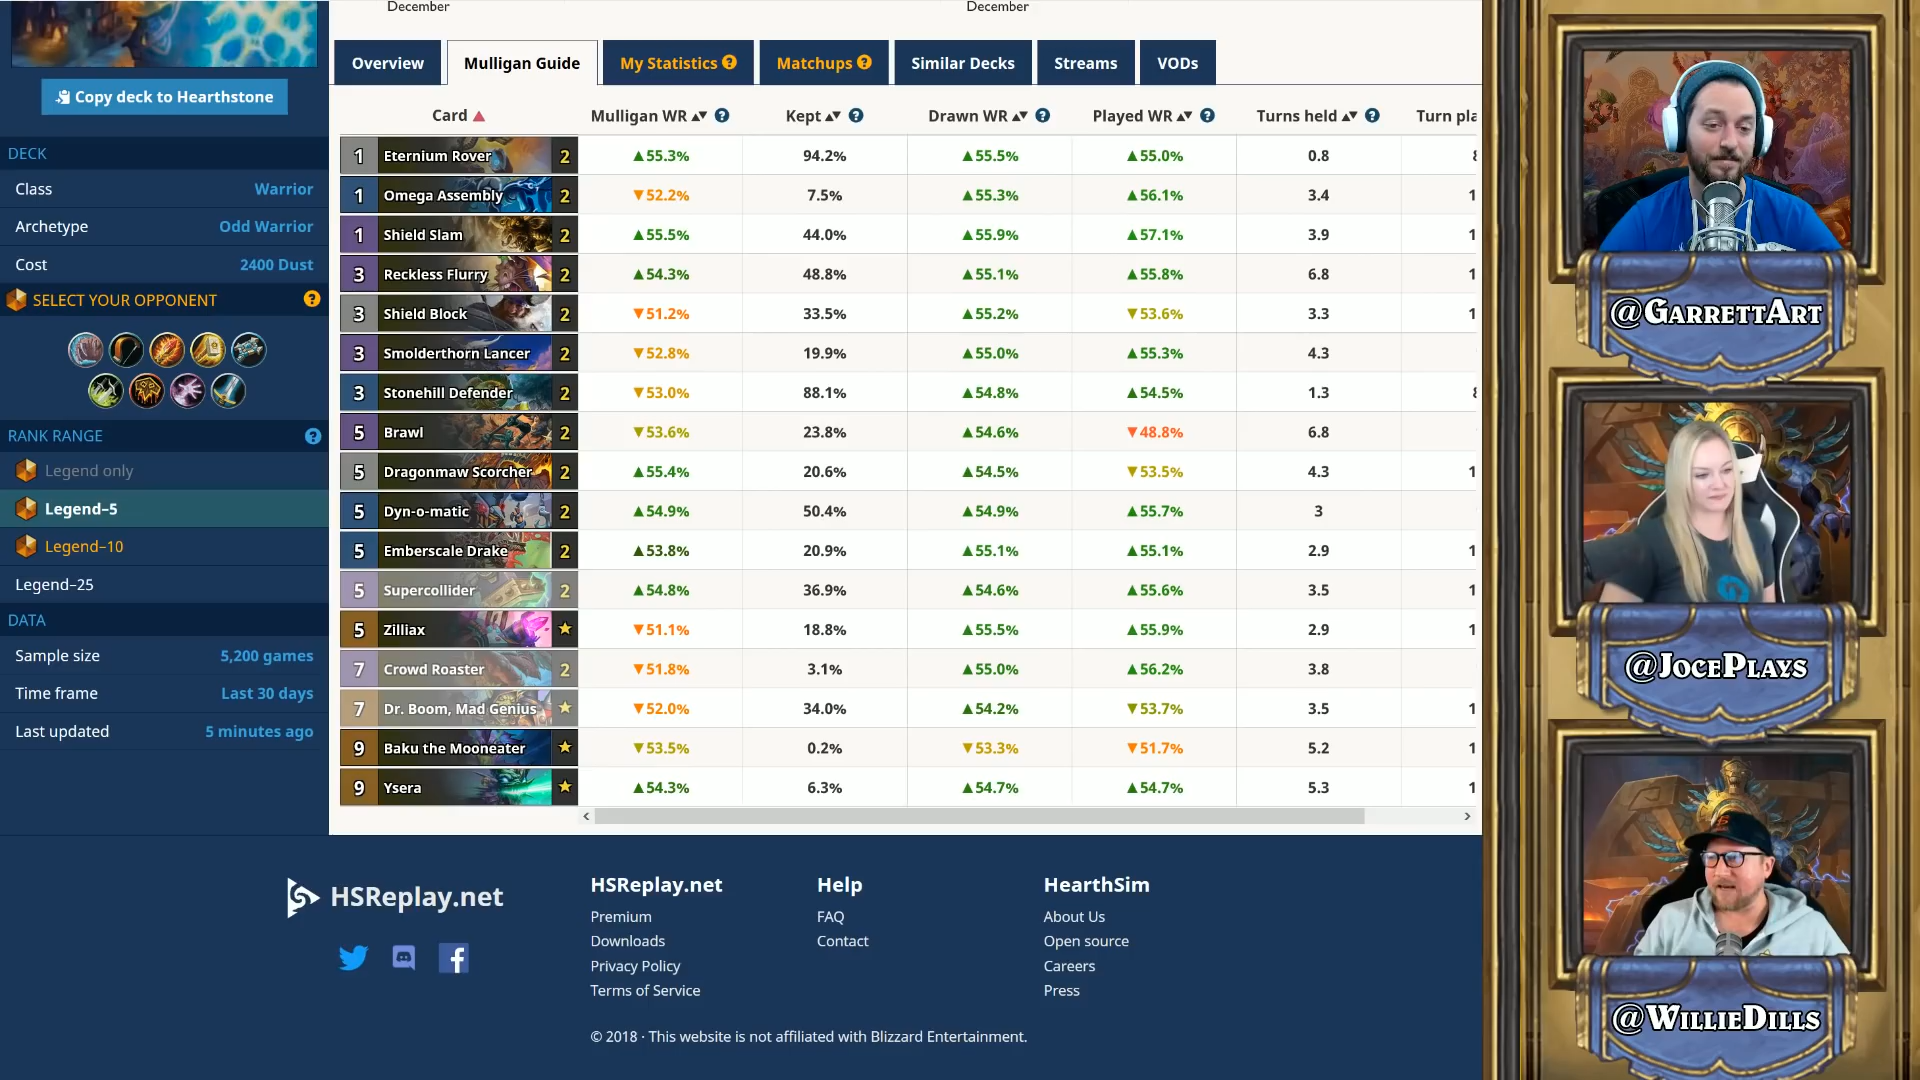 December
December
Copy deck to Hearthstone
Overview
Mulligan Guide
My Statistics ?
Matchups ?
Similar Decks
Streams
VODs
Card
Mulligan WR ?
Kept ?
Drawn WR ?
Played WR ?
Turns held ?
DECK
Class Warrior
Archetype Odd Warrior
Cost 2400 Dust
SELECT YOUR OPPONENT ?
RANK RANGE ?
Legend only
Legend–5
Legend–10
Legend–25
DATA
Sample size 5,200 games
Time frame Last 30 days
Last updated 5 minutes ago
1 Eternium Rover 2 ▲55.3% 94.2% ▲55.5% ▲55.0% 0.8
1 Omega Assembly 2 ▼52.2% 7.5% ▲55.3% ▲56.1% 3.4
1 Shield Slam 2 ▲55.5% 44.0% ▲55.9% ▲57.1% 3.9
3 Reckless Flurry 2 ▲54.3% 48.8% ▲55.1% ▲55.8% 6.8
3 Shield Block 2 ▼51.2% 33.5% ▲55.2% ▼53.6% 3.3
3 Smolderthorn Lancer 2 ▼52.8% 19.9% ▲55.0% ▲55.3% 4.3
3 Stonehill Defender 2 ▼53.0% 88.1% ▲54.8% ▲54.5% 1.3
5 Brawl 2 ▼53.6% 23.8% ▲54.6% ▼48.8% 6.8
5 Dragonmaw Scorcher 2 ▲55.4% 20.6% ▲54.5% ▼53.5% 4.3
5 Dyn-o-matic 2 ▲54.9% 50.4% ▲54.9% ▲55.7% 3
5 Emberscale Drake 2 ▲53.8% 20.9% ▲55.1% ▲55.1% 2.9
5 Supercollider 2 ▲54.8% 36.9% ▲54.6% ▲55.6% 3.5
5 Zilliax ★ ▼51.1% 18.8% ▲55.5% ▲55.9% 2.9
7 Crowd Roaster 2 ▼51.8% 3.1% ▲55.0% ▲56.2% 3.8
7 Dr. Boom, Mad Genius ★ ▼52.0% 34.0% ▲54.2% ▼53.7% 3.5
9 Baku the Mooneater ★ ▼53.5% 0.2% ▼53.3% ▼51.7% 5.2
9 Ysera ★ ▲54.3% 6.3% ▲54.7% ▲54.7% 5.3
HSReplay.net
HSReplay.net
Premium
Downloads
Privacy Policy
Terms of Service
Help
FAQ
Contact
HearthSim
About Us
Open source
Careers
Press
© 2018 · This website is not affiliated with Blizzard Entertainment.
@GarrettArt
@JocePlays
@WillieDills